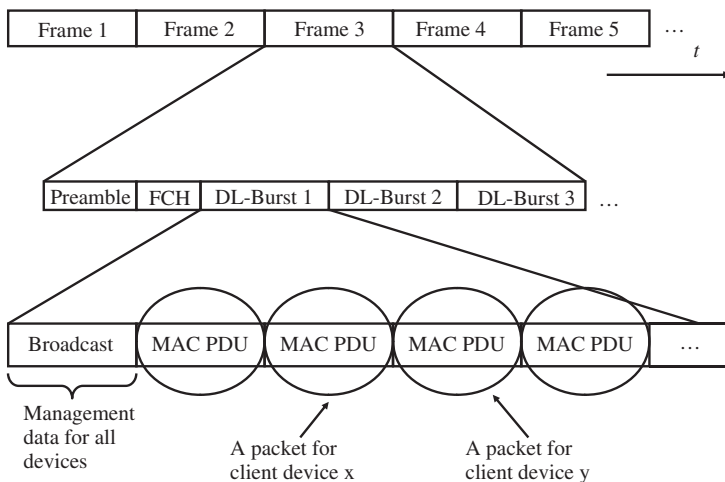 Frame 1 Frame 2 Frame 3 Frame 4 Frame 5 ...
t
Preamble FCH DL-Burst 1 DL-Burst 2 DL-Burst 3 ...
Broadcast MAC PDU MAC PDU MAC PDU MAC PDU ...
Management
data for all
devices
A packet for
client device x
A packet for
client device y